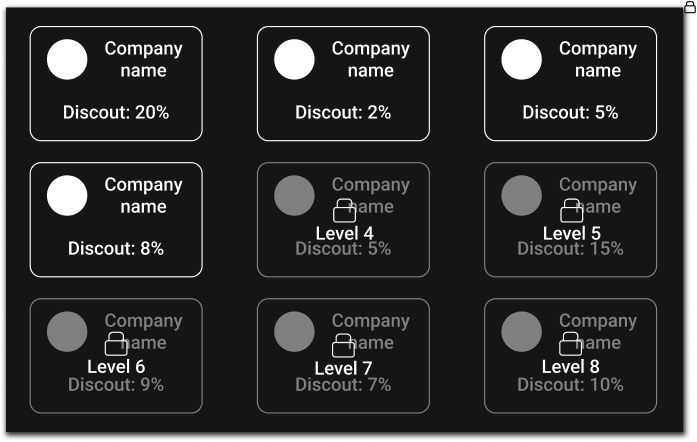 Company
name
Discout: 20%
Company
name
Discout: 2%
Company
name
Discout: 5%
Company
name
Discout: 8%
Company
name
Level 4
Discout: 5%
Company
name
Level 5
Discout: 15%
Company
name
Level 6
Discout: 9%
Company
name
Level 7
Discout: 7%
Company
name
Level 8
Discout: 10%